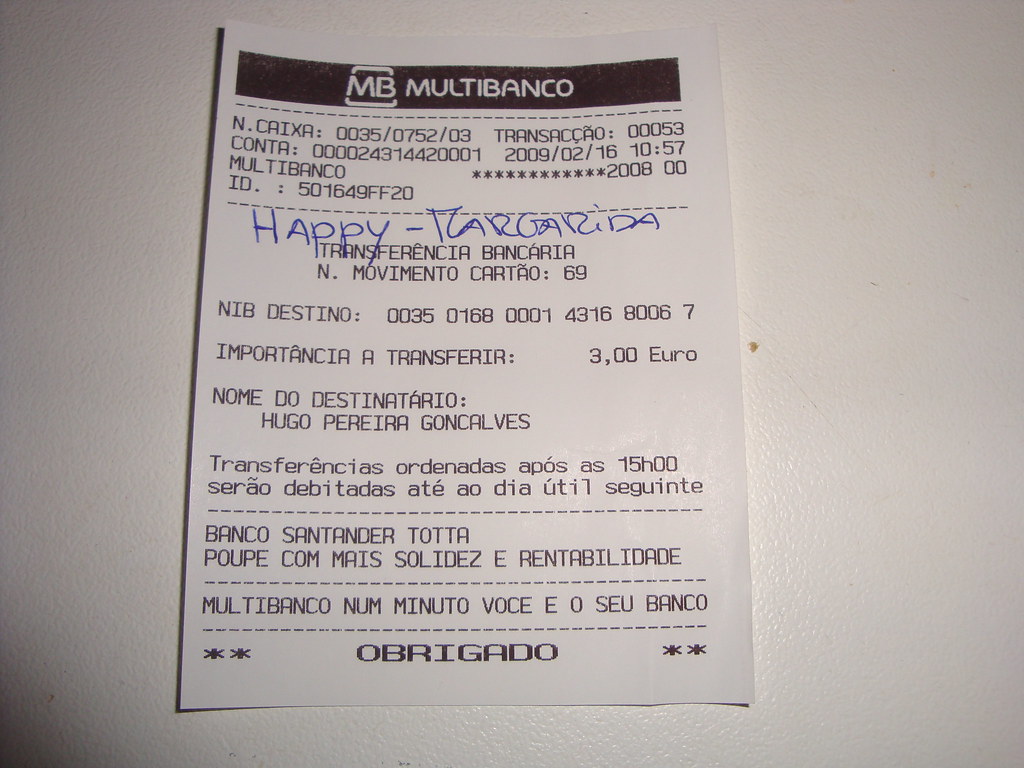 MB MULTIBANCO
N.CAIXA: 0035/0752/03 TRANSACÇÃO: 00053
CONTA: 000024314420001 2009/02/16 10:57
MULTIBANCO ************2008 00
ID. : 501649FF20
HAPPY - MARGARIDA
TRANSFERÊNCIA BANCÁRIA
N. MOVIMENTO CARTÃO: 69
NIB DESTINO: 0035 0168 0001 4316 8006 7
IMPORTÂNCIA A TRANSFERIR: 3,00 Euro
NOME DO DESTINATÁRIO:
HUGO PEREIRA GONCALVES
Transferências ordenadas após as 15h00
serão debitadas até ao dia útil seguinte
BANCO SANTANDER TOTTA
POUPE COM MAIS SOLIDEZ E RENTABILIDADE
MULTIBANCO NUM MINUTO VOCE E O SEU BANCO
** OBRIGADO **